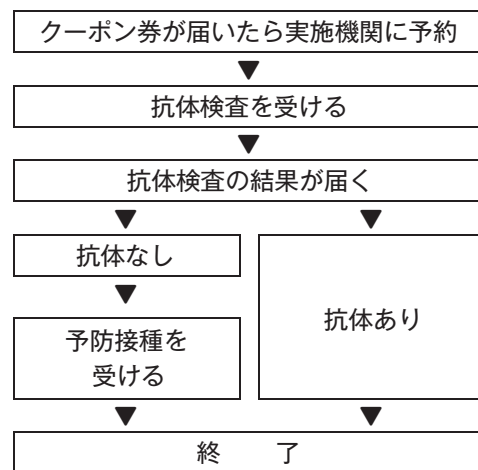 クーポン券が届いたら実施機関に予約
▼
抗体検査を受ける
▼
抗体検査の結果が届く
▼ ▼
抗体なし
▼
予防接種を
受ける
抗体あり
▼ ▼
終　了